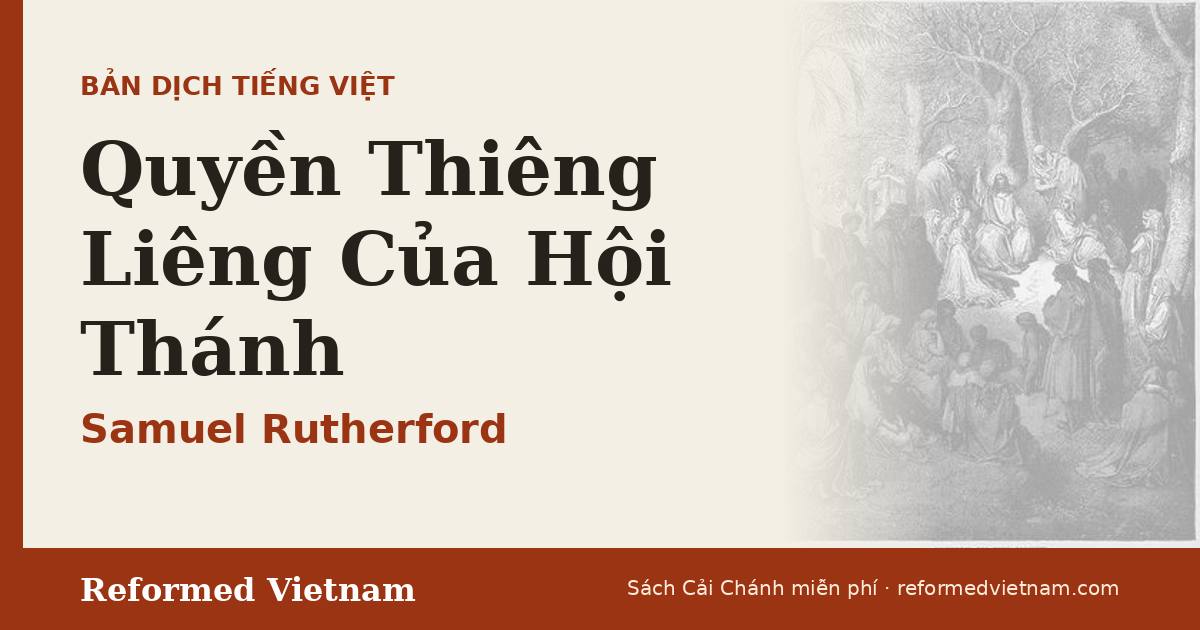 BẢN DỊCH TIẾNG VIỆT
Quyền Thiêng
Liêng Của Hội
Thánh
Samuel Rutherford
Reformed Vietnam
Sách Cải Chánh miễn phí · reformedvietnam.com